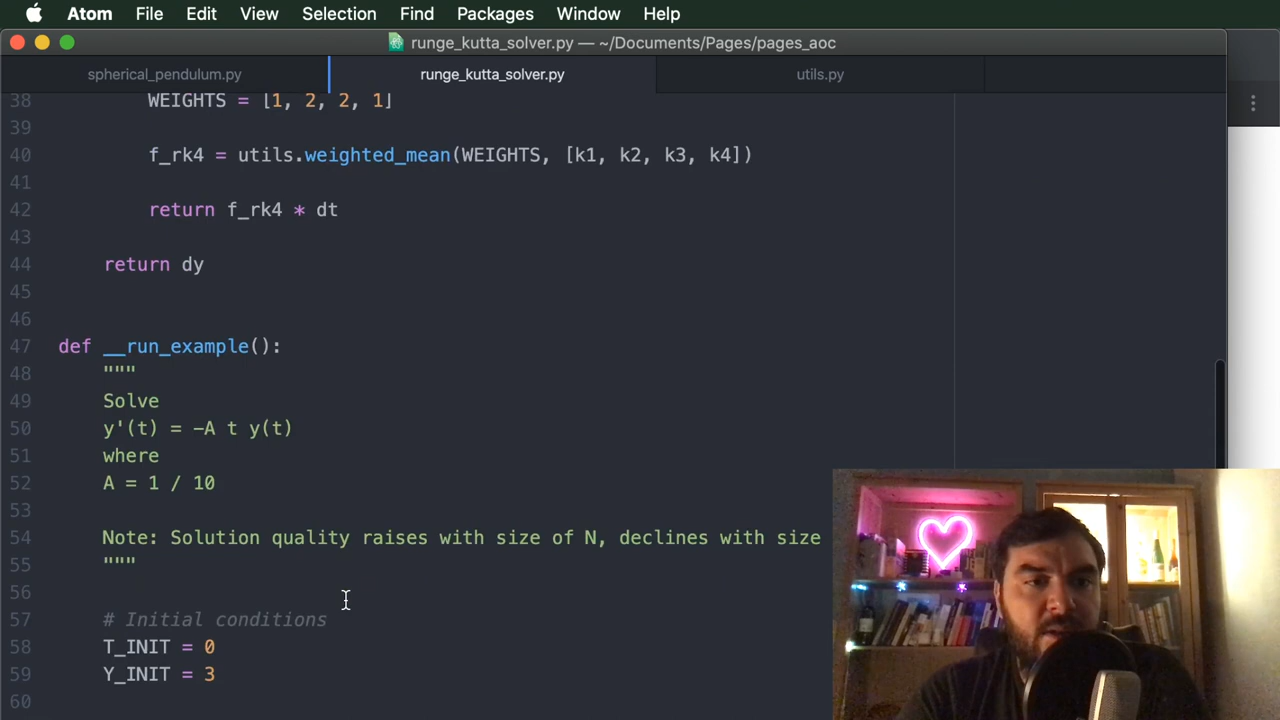 Atom File Edit View Selection Find Packages Window Help
runge_kutta_solver.py — ~/Documents/Pages/pages_aoc
spherical_pendulum.py runge_kutta_solver.py utils.py
38 WEIGHTS = [1, 2, 2, 1]
39
40 f_rk4 = utils.weighted_mean(WEIGHTS, [k1, k2, k3, k4])
41
42 return f_rk4 * dt
43
44 return dy
45
46
47 def __run_example():
48 """
49 Solve
50 y'(t) = -A t y(t)
51 where
52 A = 1 / 10
53
54 Note: Solution quality raises with size of N, declines with size
55 """
56
57 # Initial conditions
58 T_INIT = 0
59 Y_INIT = 3
60